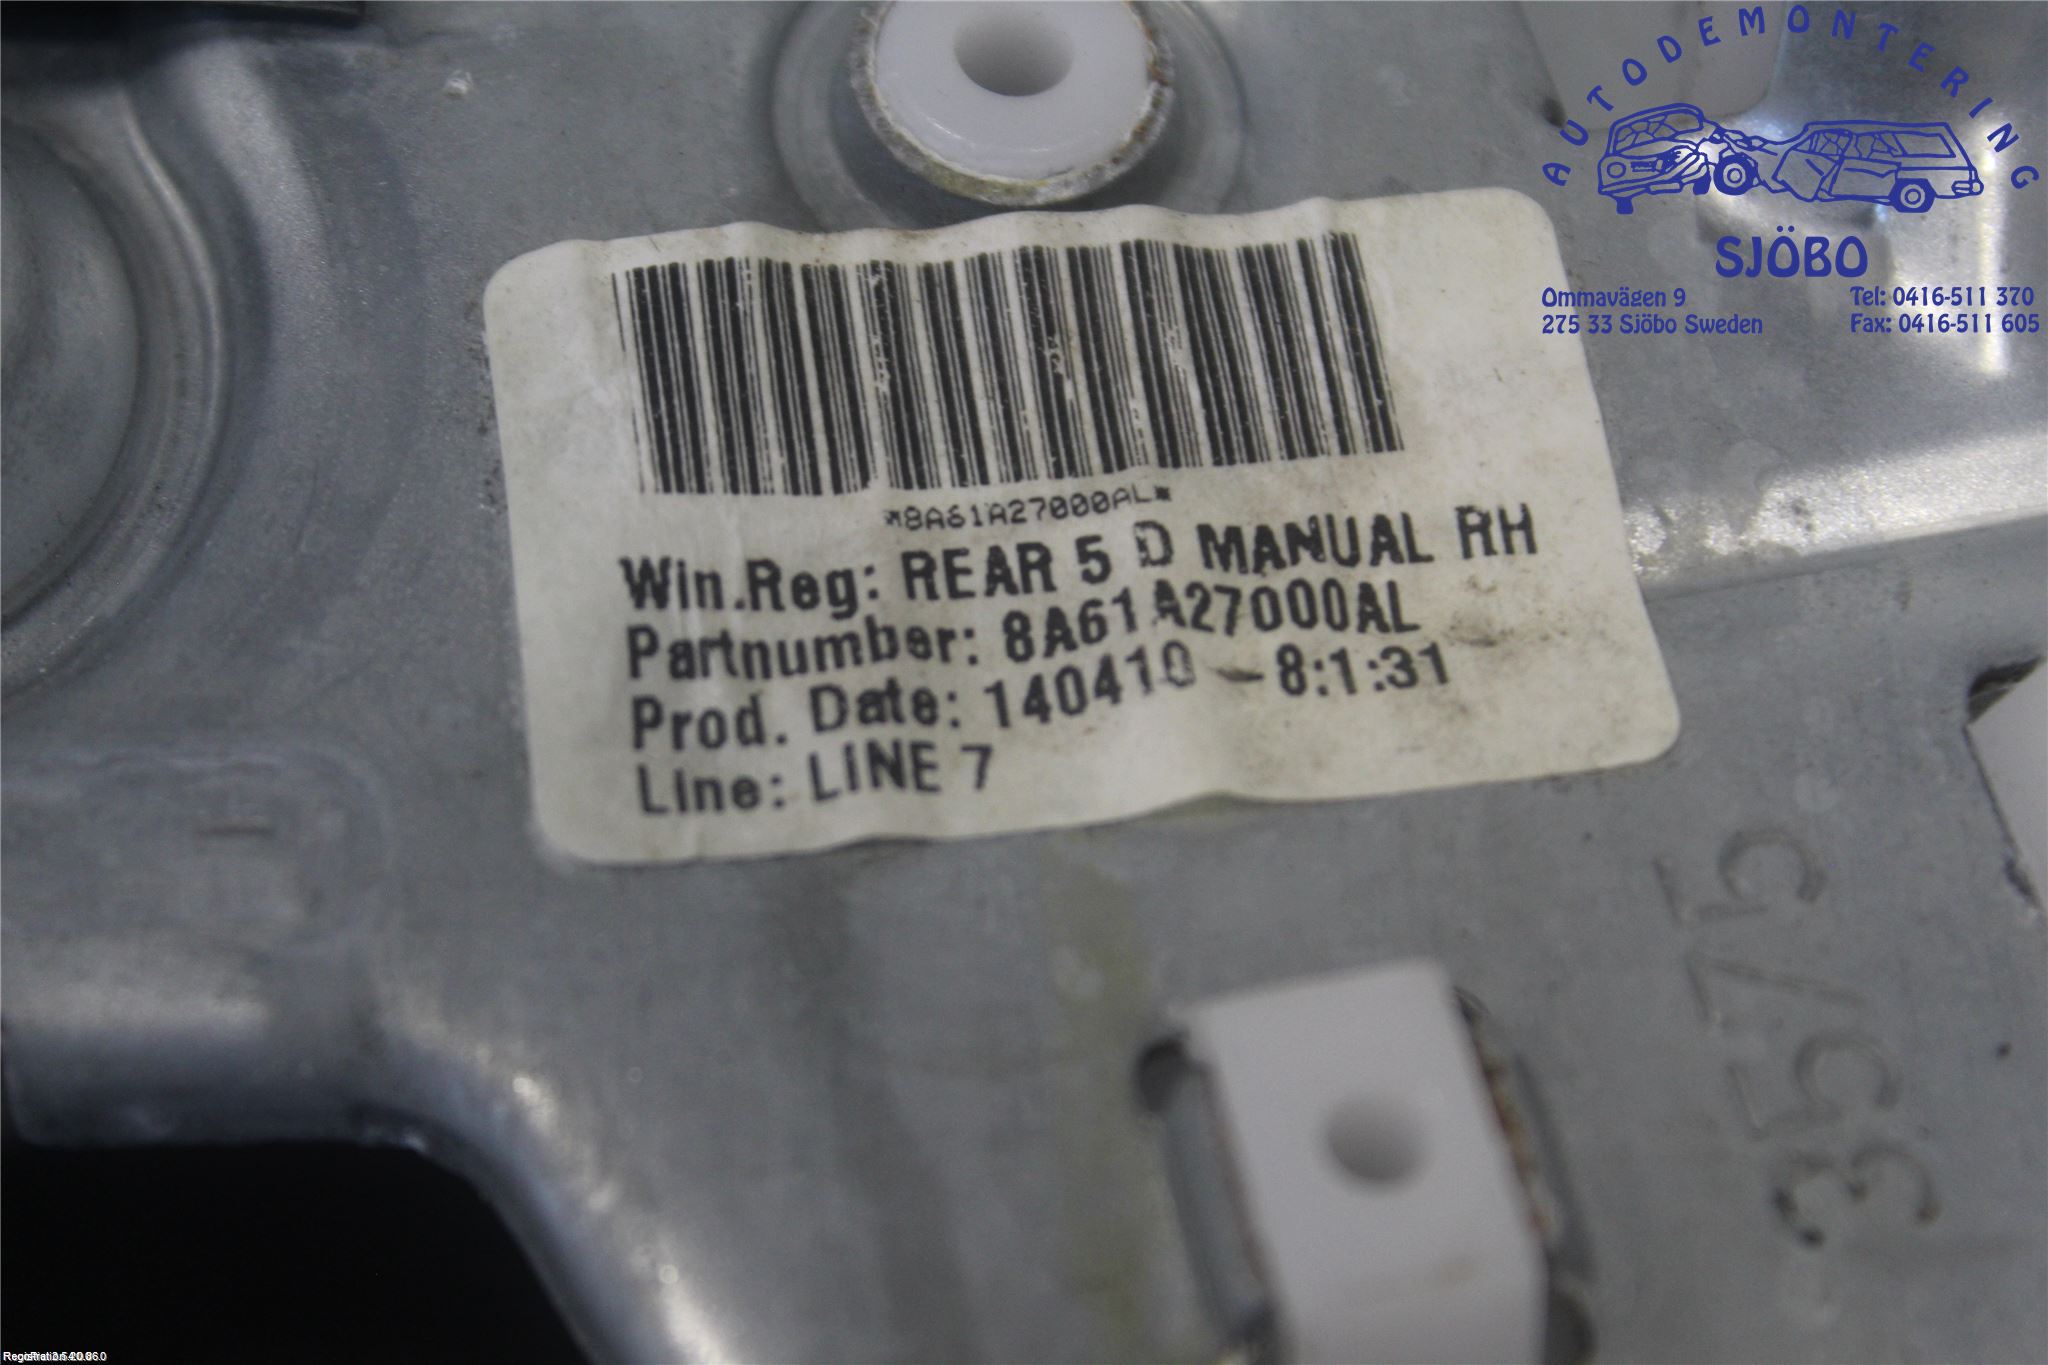 AUTODEMONTERING
SJÖBO
Ommavägen 9
275 33 Sjöbo Sweden
Tel: 0416-511 370
Fax: 0416-511 605
*8A61A27000AL*
Win.Reg: REAR 5 D MANUAL RH
Partnumber: 8A61A27000AL
Prod. Date: 140410 - 8:1:31
Line: LINE 7
3575